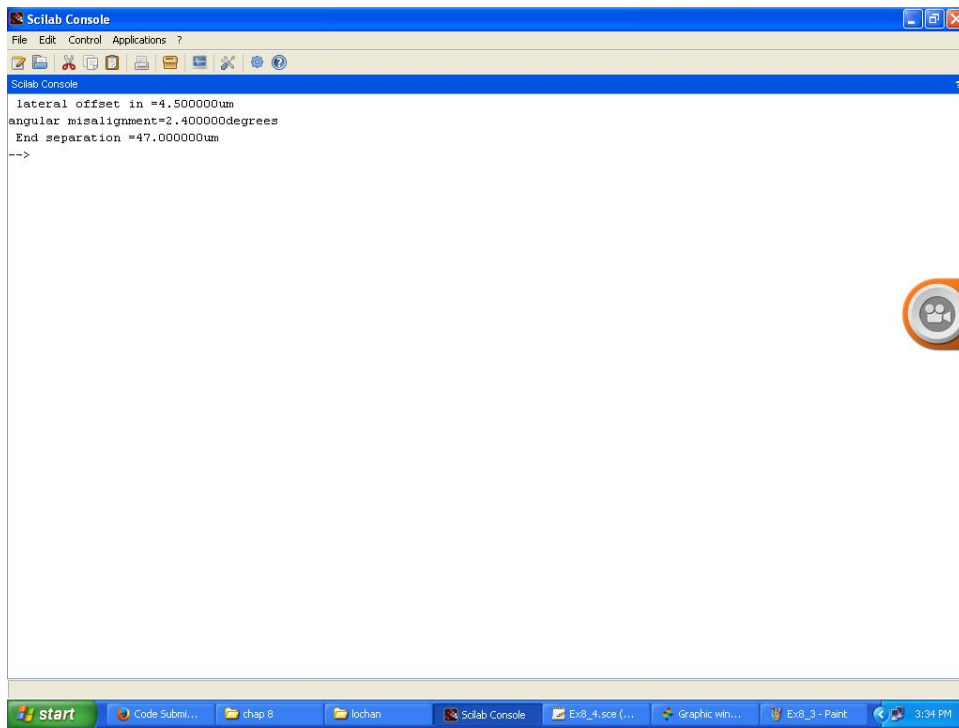 Scilab Console
File Edit Control Applications ?
Scilab Console ?
lateral offset in =4.500000um
angular misalignment=2.400000degrees
End separation =47.000000um
-->
start Code Submi... chap 8 lochan Scilab Console Ex8_4.sce (... Graphic win... Ex8_3 - Paint 3:34 PM